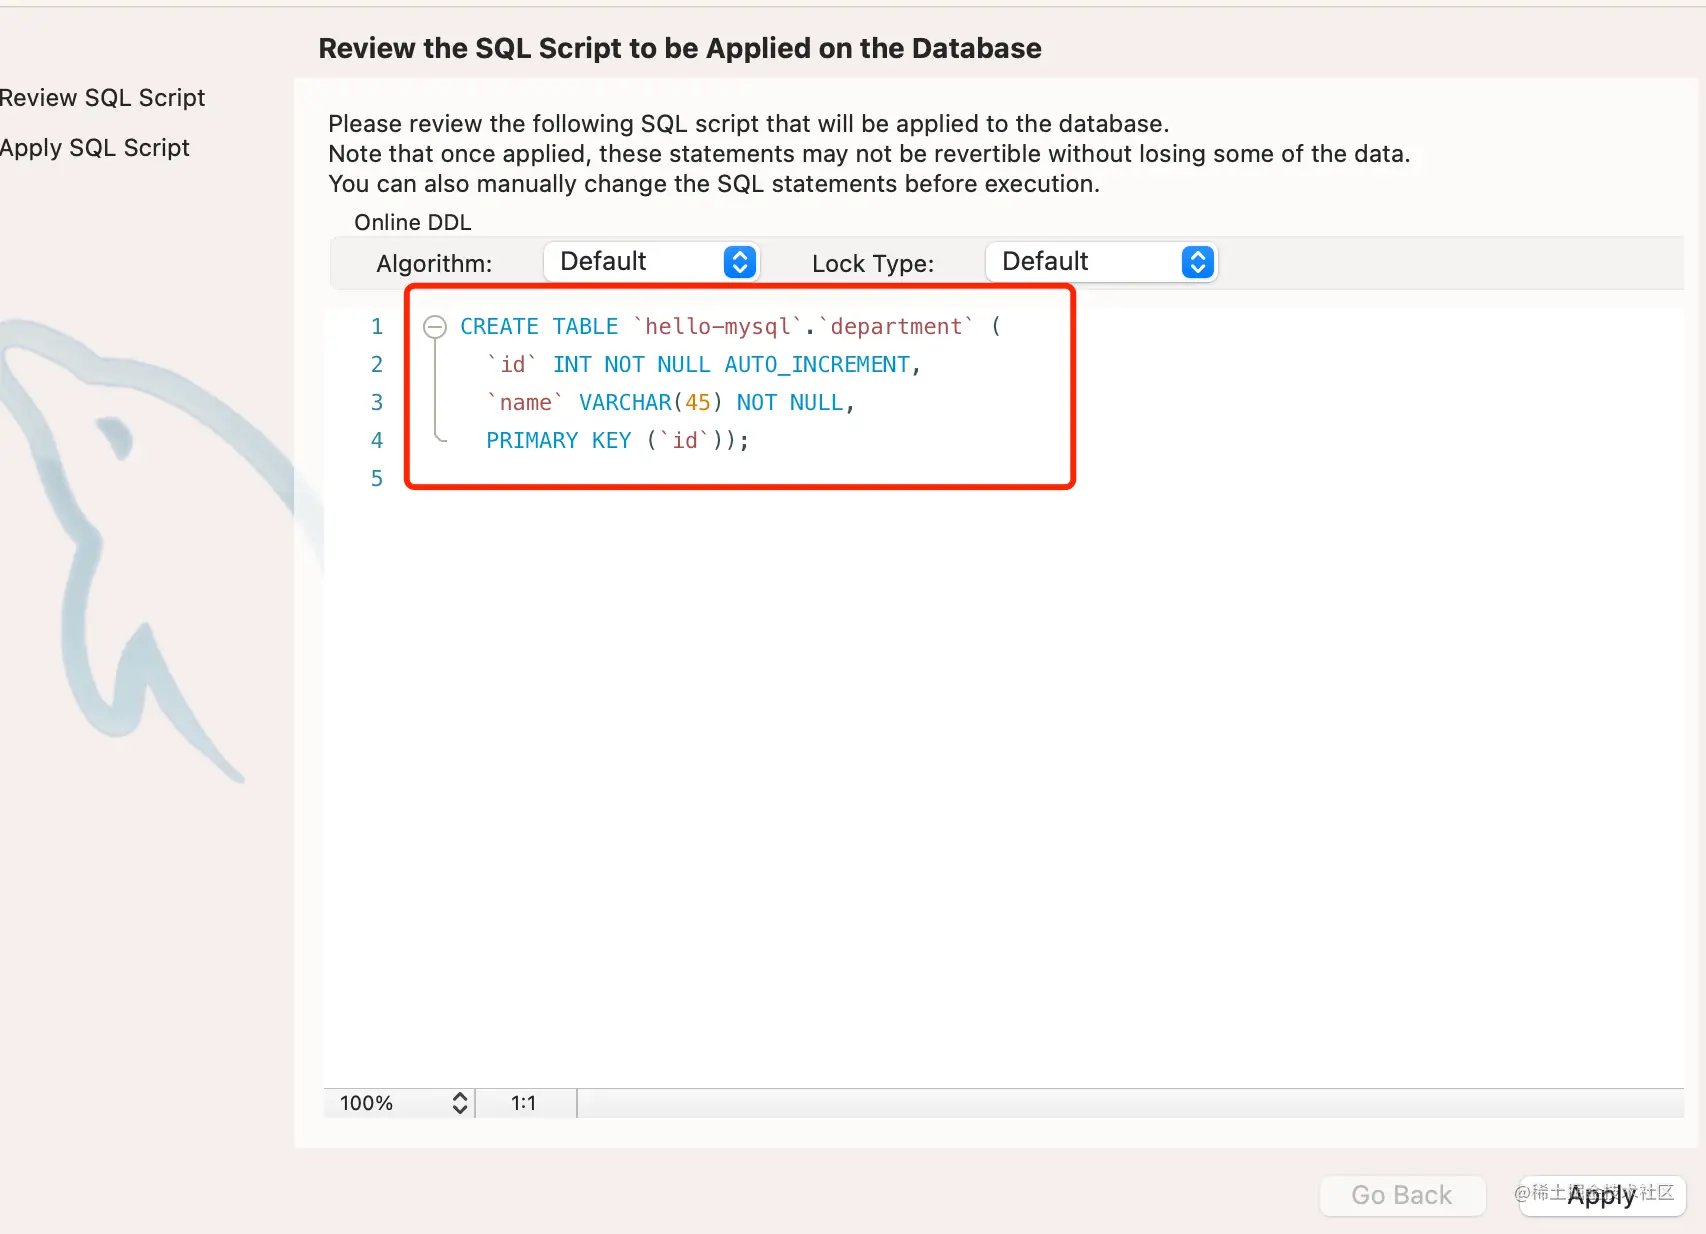 Review the SQL Script to be Applied on the Database
Review SQL Script
Apply SQL Script
Please review the following SQL script that will be applied to the database.
Note that once applied, these statements may not be revertible without losing some of the data.
You can also manually change the SQL statements before execution.
Online DDL
Algorithm: Default Lock Type: Default
1 CREATE TABLE `hello-mysql`.`department` (
2 `id` INT NOT NULL AUTO_INCREMENT,
3 `name` VARCHAR(45) NOT NULL,
4 PRIMARY KEY (`id`));
5
100% 1:1
Go Back Apply
@稀土掘金技术社区